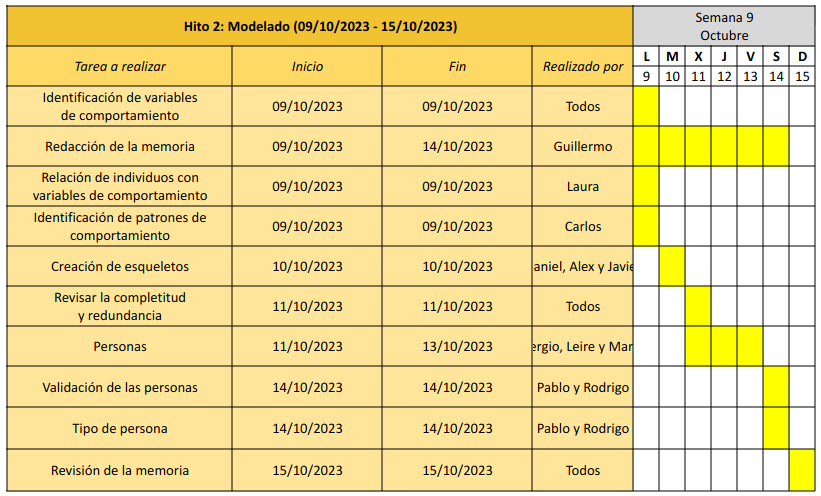 Hito 2: Modelado (09/10/2023 - 15/10/2023)
Semana 9
Octubre
Tarea a realizar Inicio Fin Realizado por L M X J V S D
9 10 11 12 13 14 15
Identificación de variables
de comportamiento 09/10/2023 09/10/2023 Todos
Redacción de la memoria 09/10/2023 14/10/2023 Guillermo
Relación de individuos con
variables de comportamiento 09/10/2023 09/10/2023 Laura
Identificación de patrones de
comportamiento 09/10/2023 09/10/2023 Carlos
Creación de esqueletos 10/10/2023 10/10/2023 aniel, Alex y Javie
Revisar la completitud
y redundancia 11/10/2023 11/10/2023 Todos
Personas 11/10/2023 13/10/2023 ergio, Leire y Mar
Validación de las personas 14/10/2023 14/10/2023 Pablo y Rodrigo
Tipo de persona 14/10/2023 14/10/2023 Pablo y Rodrigo
Revisión de la memoria 15/10/2023 15/10/2023 Todos